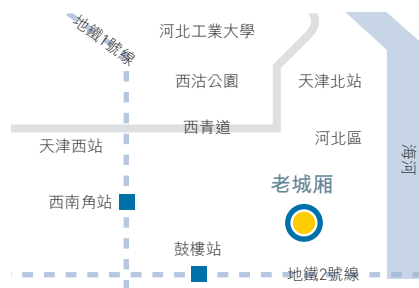 地鐵1號線
河北工業大學
西沽公園
天津北站
西青道
天津西站
河北區
海河
老城厢
西南角站
鼓樓站
地鐵2號線